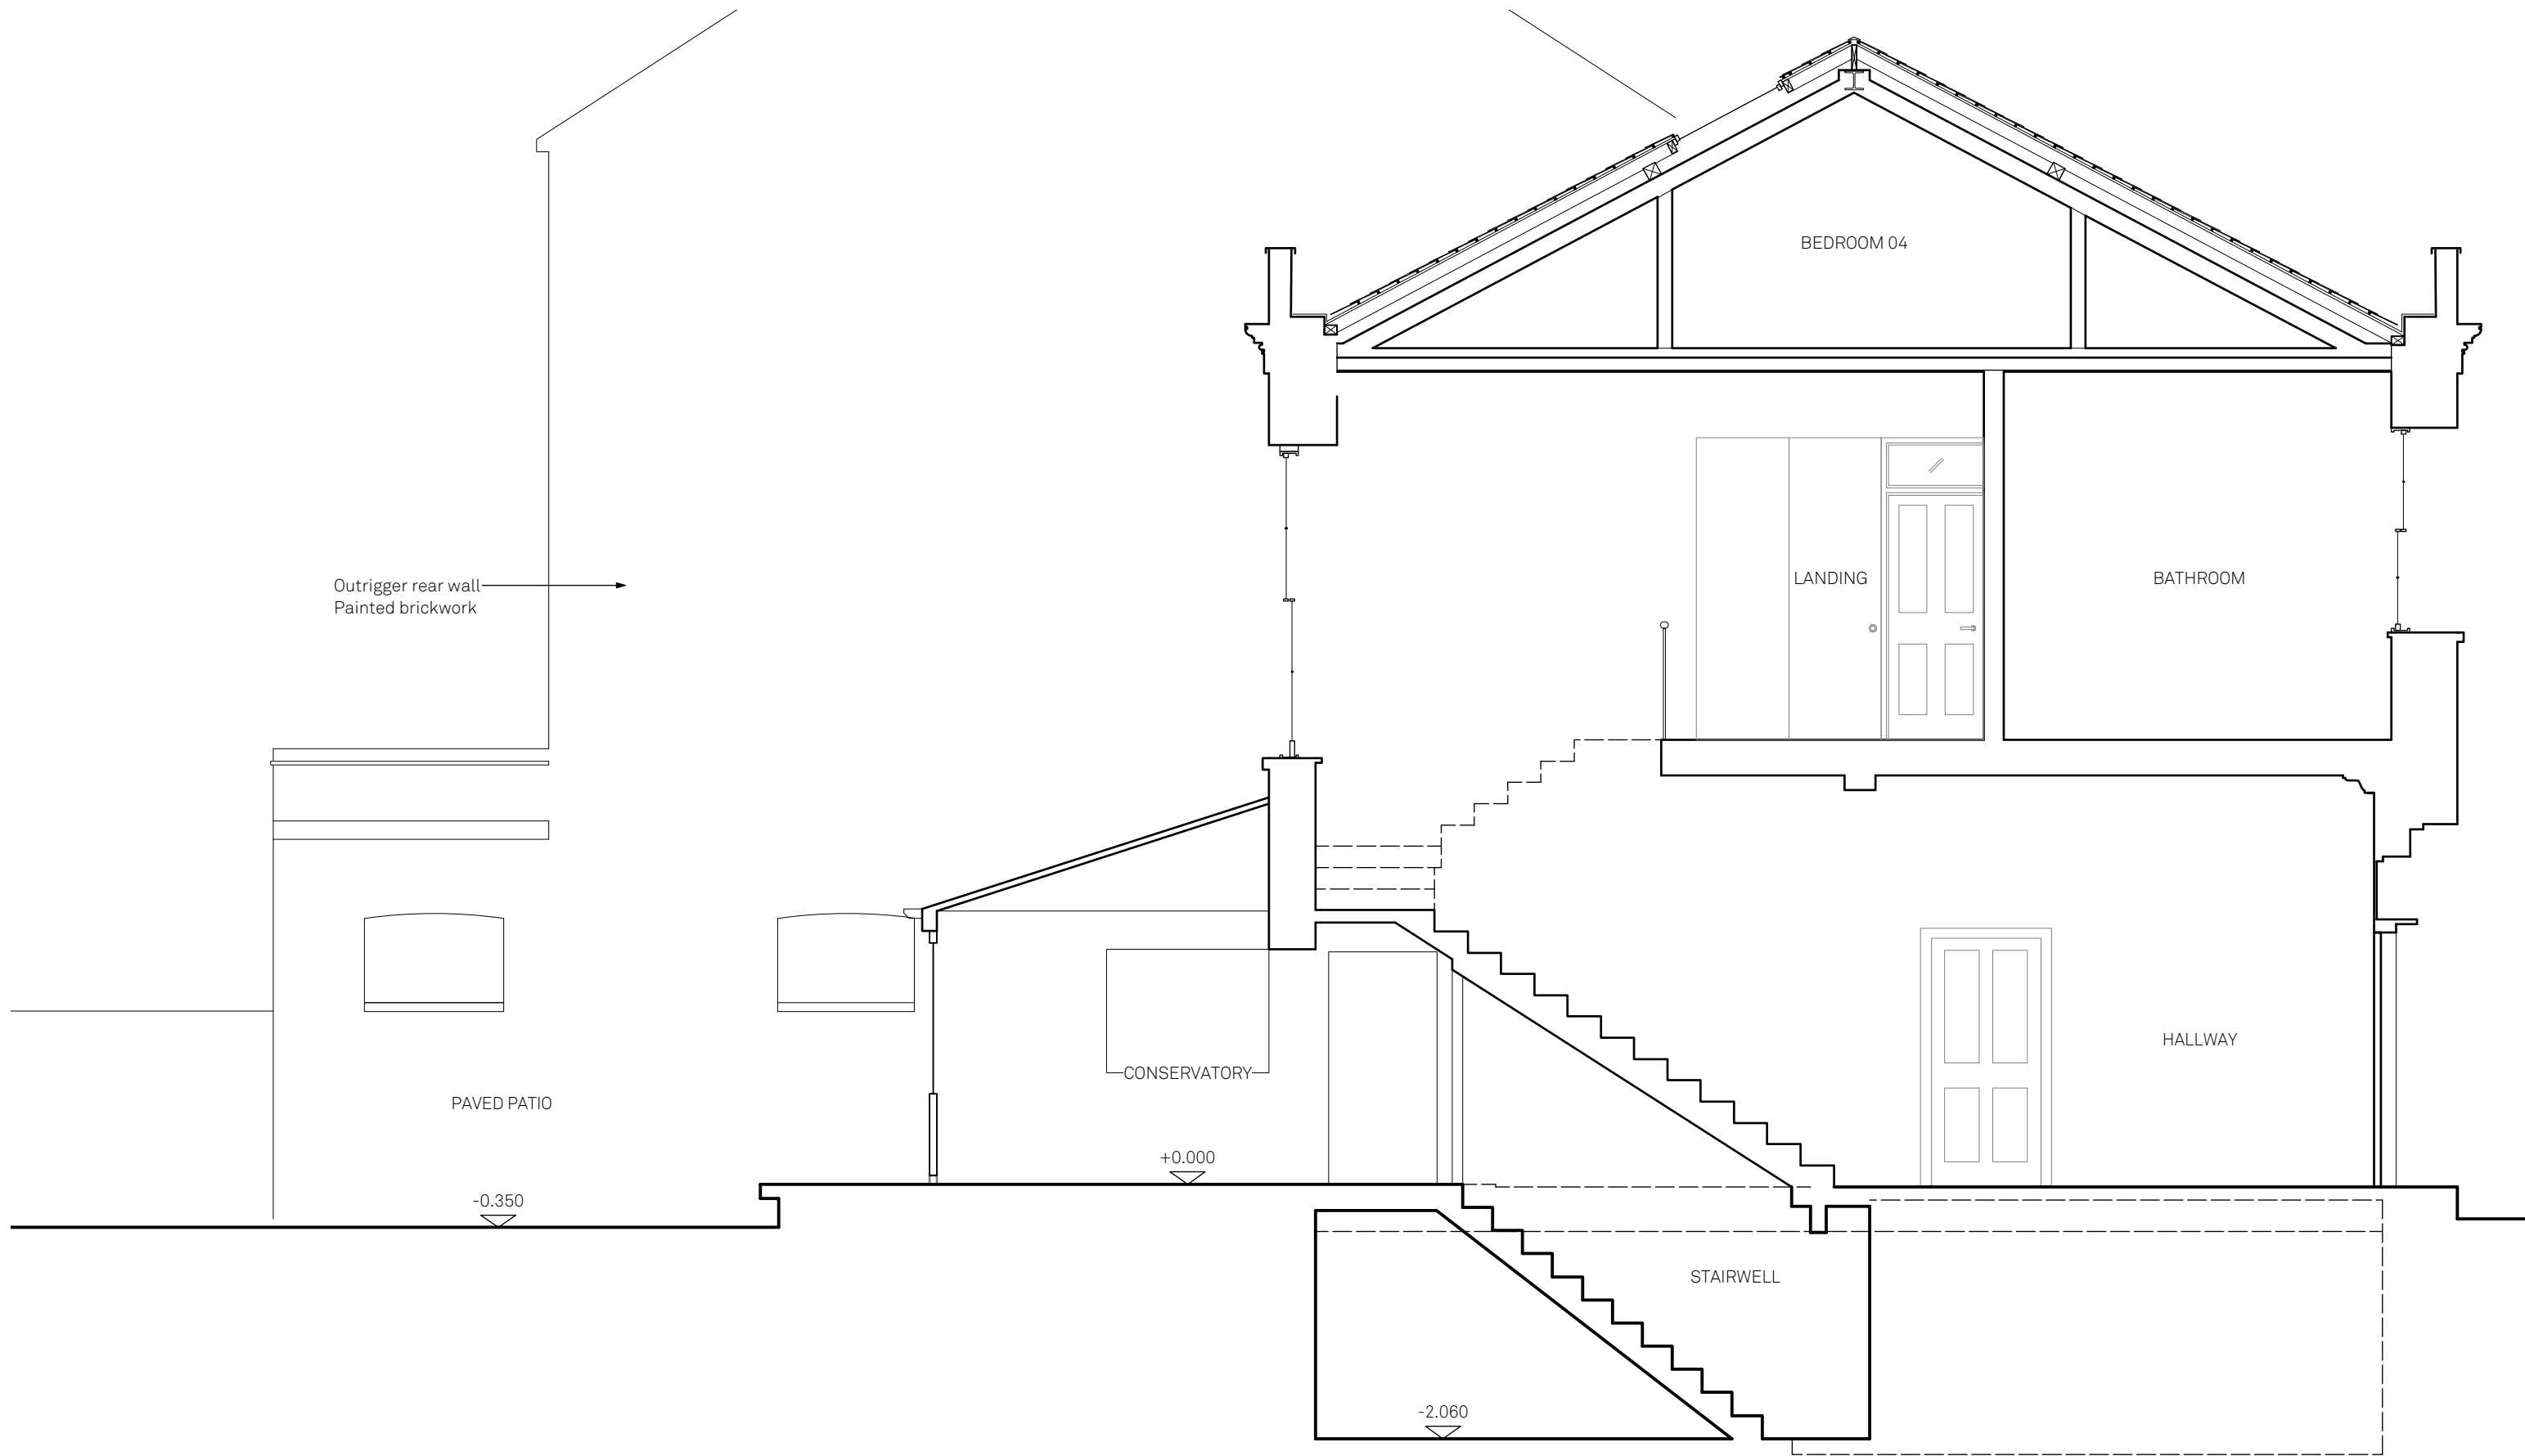 BEDROOM 04
Outrigger rear wall
Painted brickwork
LANDING
BATHROOM
HALLWAY
CONSERVATORY
PAVED PATIO
+0.000
-0.350
STAIRWELL
-2.060